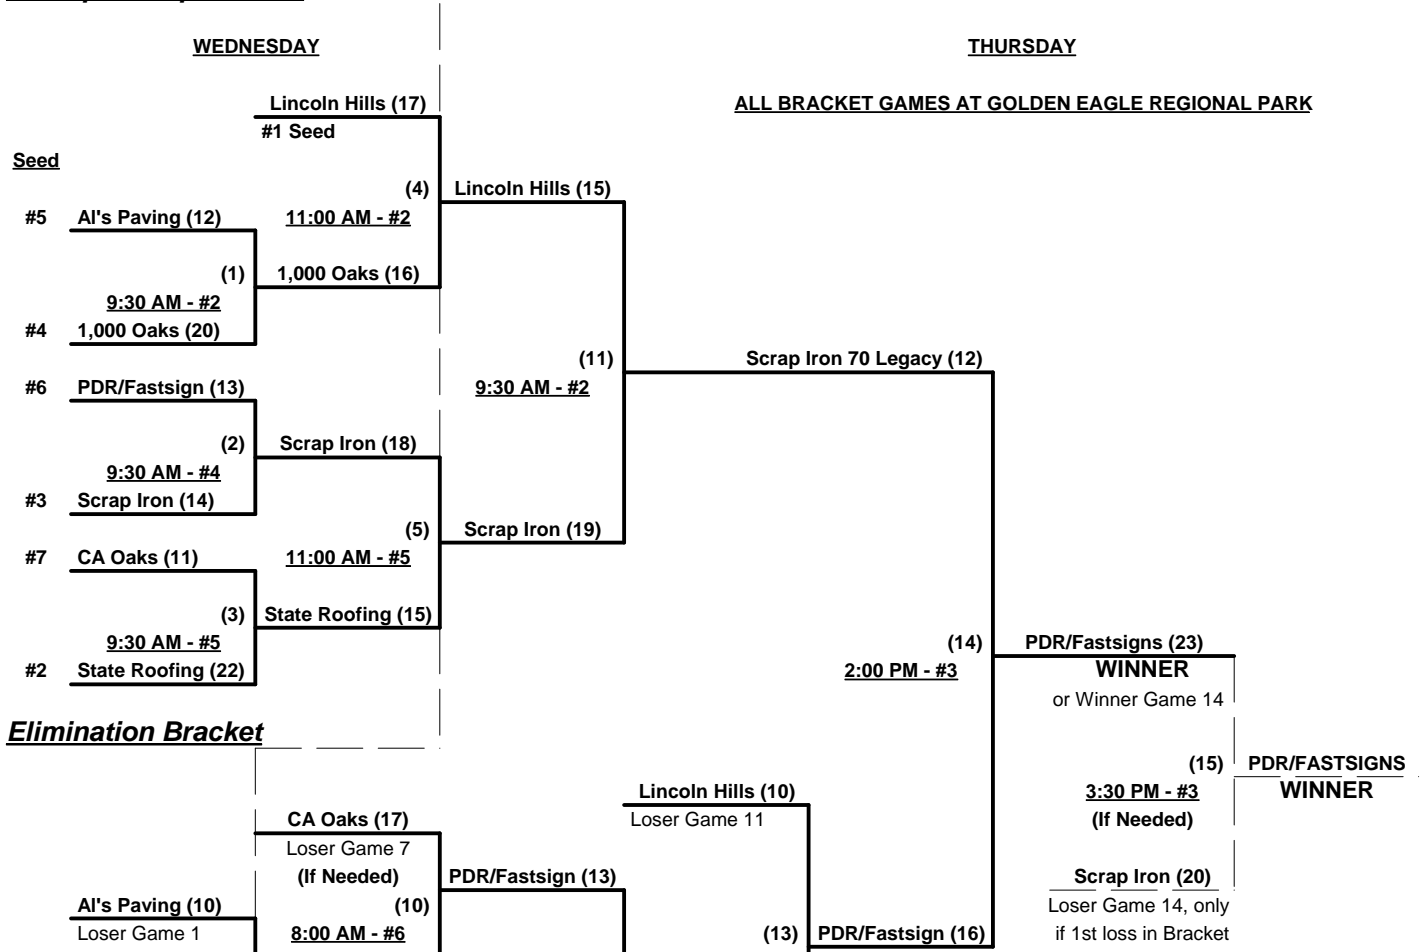 WEDNESDAY
THURSDAY
Lincoln Hills (17)
ALL BRACKET GAMES AT GOLDEN EAGLE REGIONAL PARK
#1 Seed
Seed
(4)
Lincoln Hills (15)
#5
Al's Paving (12)
11:00 AM - #2
(1)
1,000 Oaks (16)
9:30 AM - #2
#4
1,000 Oaks (20)
(11)
Scrap Iron 70 Legacy (12)
#6
PDR/Fastsign (13)
9:30 AM - #2
(2)
Scrap Iron (18)
9:30 AM - #4
#3
Scrap Iron (14)
(5)
Scrap Iron (19)
#7
CA Oaks (11)
11:00 AM - #5
(3)
State Roofing (15)
9:30 AM - #5
(14)
PDR/Fastsigns (23)
#2
State Roofing (22)
2:00 PM - #3
WINNER
or Winner Game 14
Elimination Bracket
(15)
PDR/FASTSIGNS
Lincoln Hills (10)
3:30 PM - #3
WINNER
CA Oaks (17)
Loser Game 11
(If Needed)
Loser Game 7
(If Needed)
PDR/Fastsign (13)
Scrap Iron (20)
Al's Paving (10)
(10)
Loser Game 14, only
Loser Game 1
8:00 AM - #6
(13)
PDR/Fastsign (16)
if 1st loss in Bracket